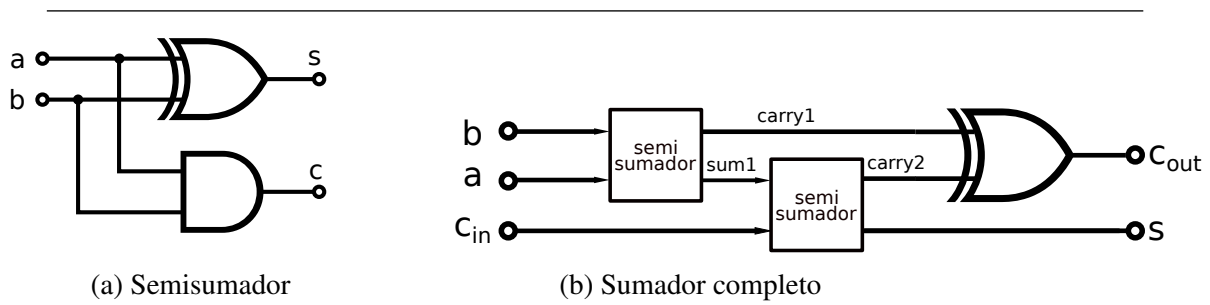 a
b
s
c
(a) Semisumador
b
a
c_in
semi
sumador
carry1
sum1
semi
sumador
carry2
c_out
s
(b) Sumador completo